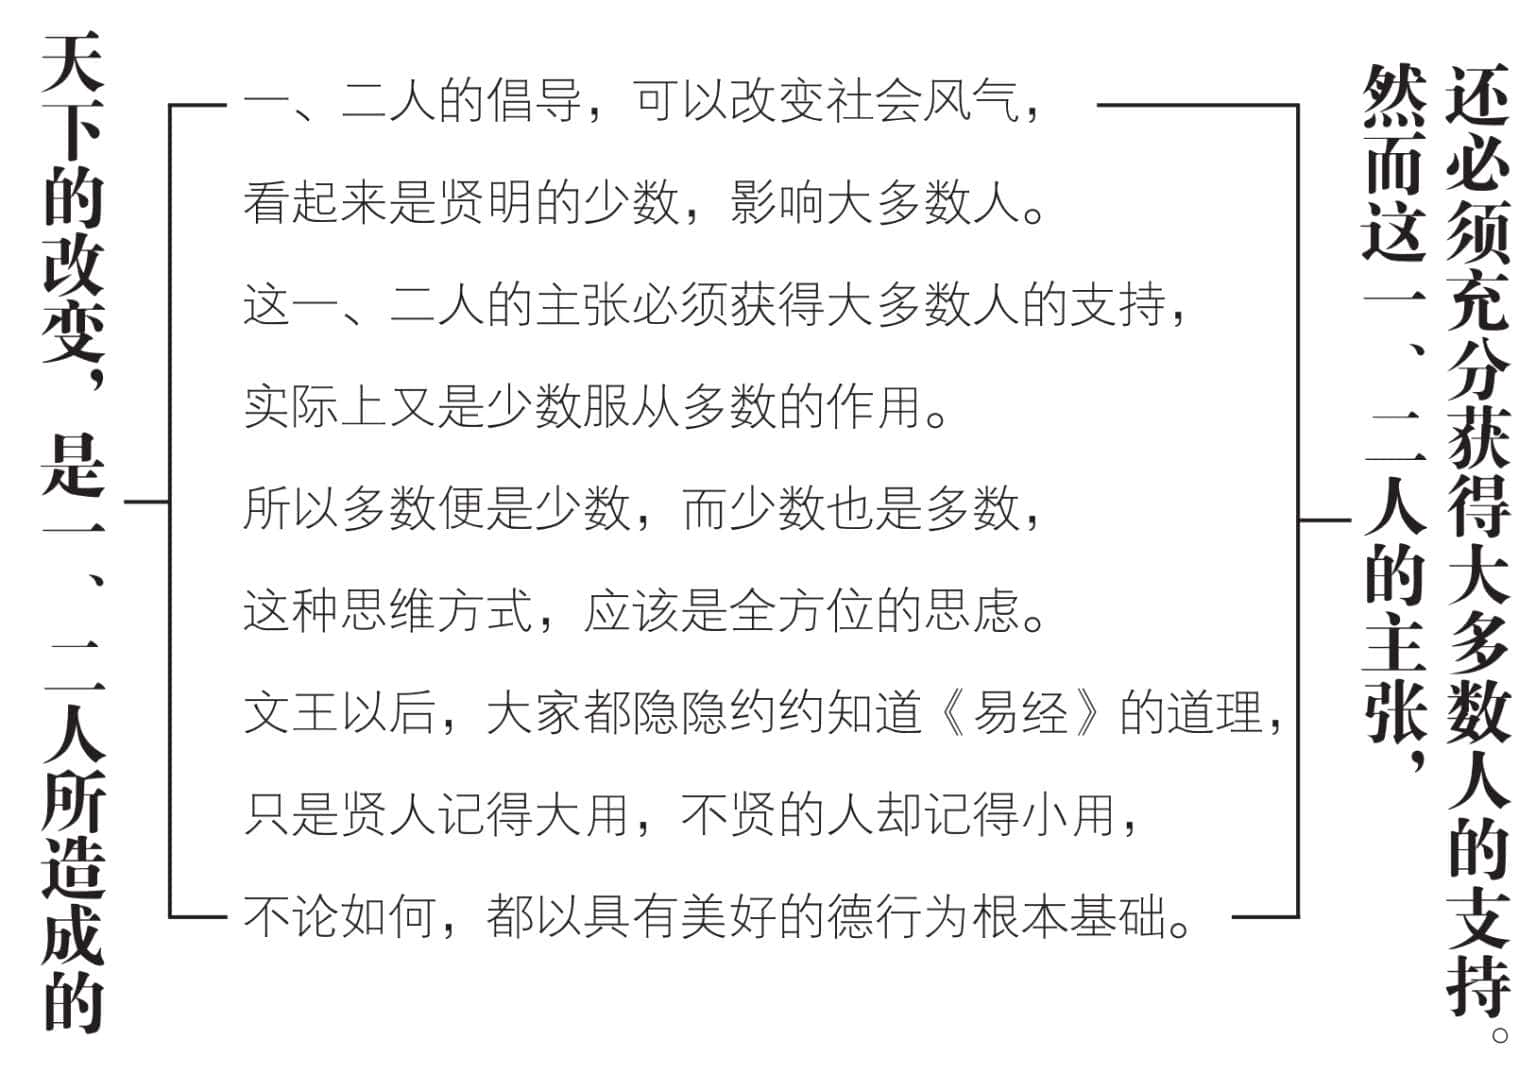 天下的改变，是一、二人所造成的
一、二人的倡导，可以改变社会风气，
看起来是贤明的少数，影响大多数人。
这一、二人的主张必须获得大多数人的支持，
实际上又是少数服从多数的作用。
所以多数便是少数，而少数也是多数，
这种思维方式，应该是全方位的思虑。
文王以后，大家都隐隐约约知道《易经》的道理，
只是贤人记得大用，不贤的人却记得小用，
不论如何，都以具有美好的德行为根本基础。
然而这一、二人的主张，
还必须充分获得大多数人的支持。